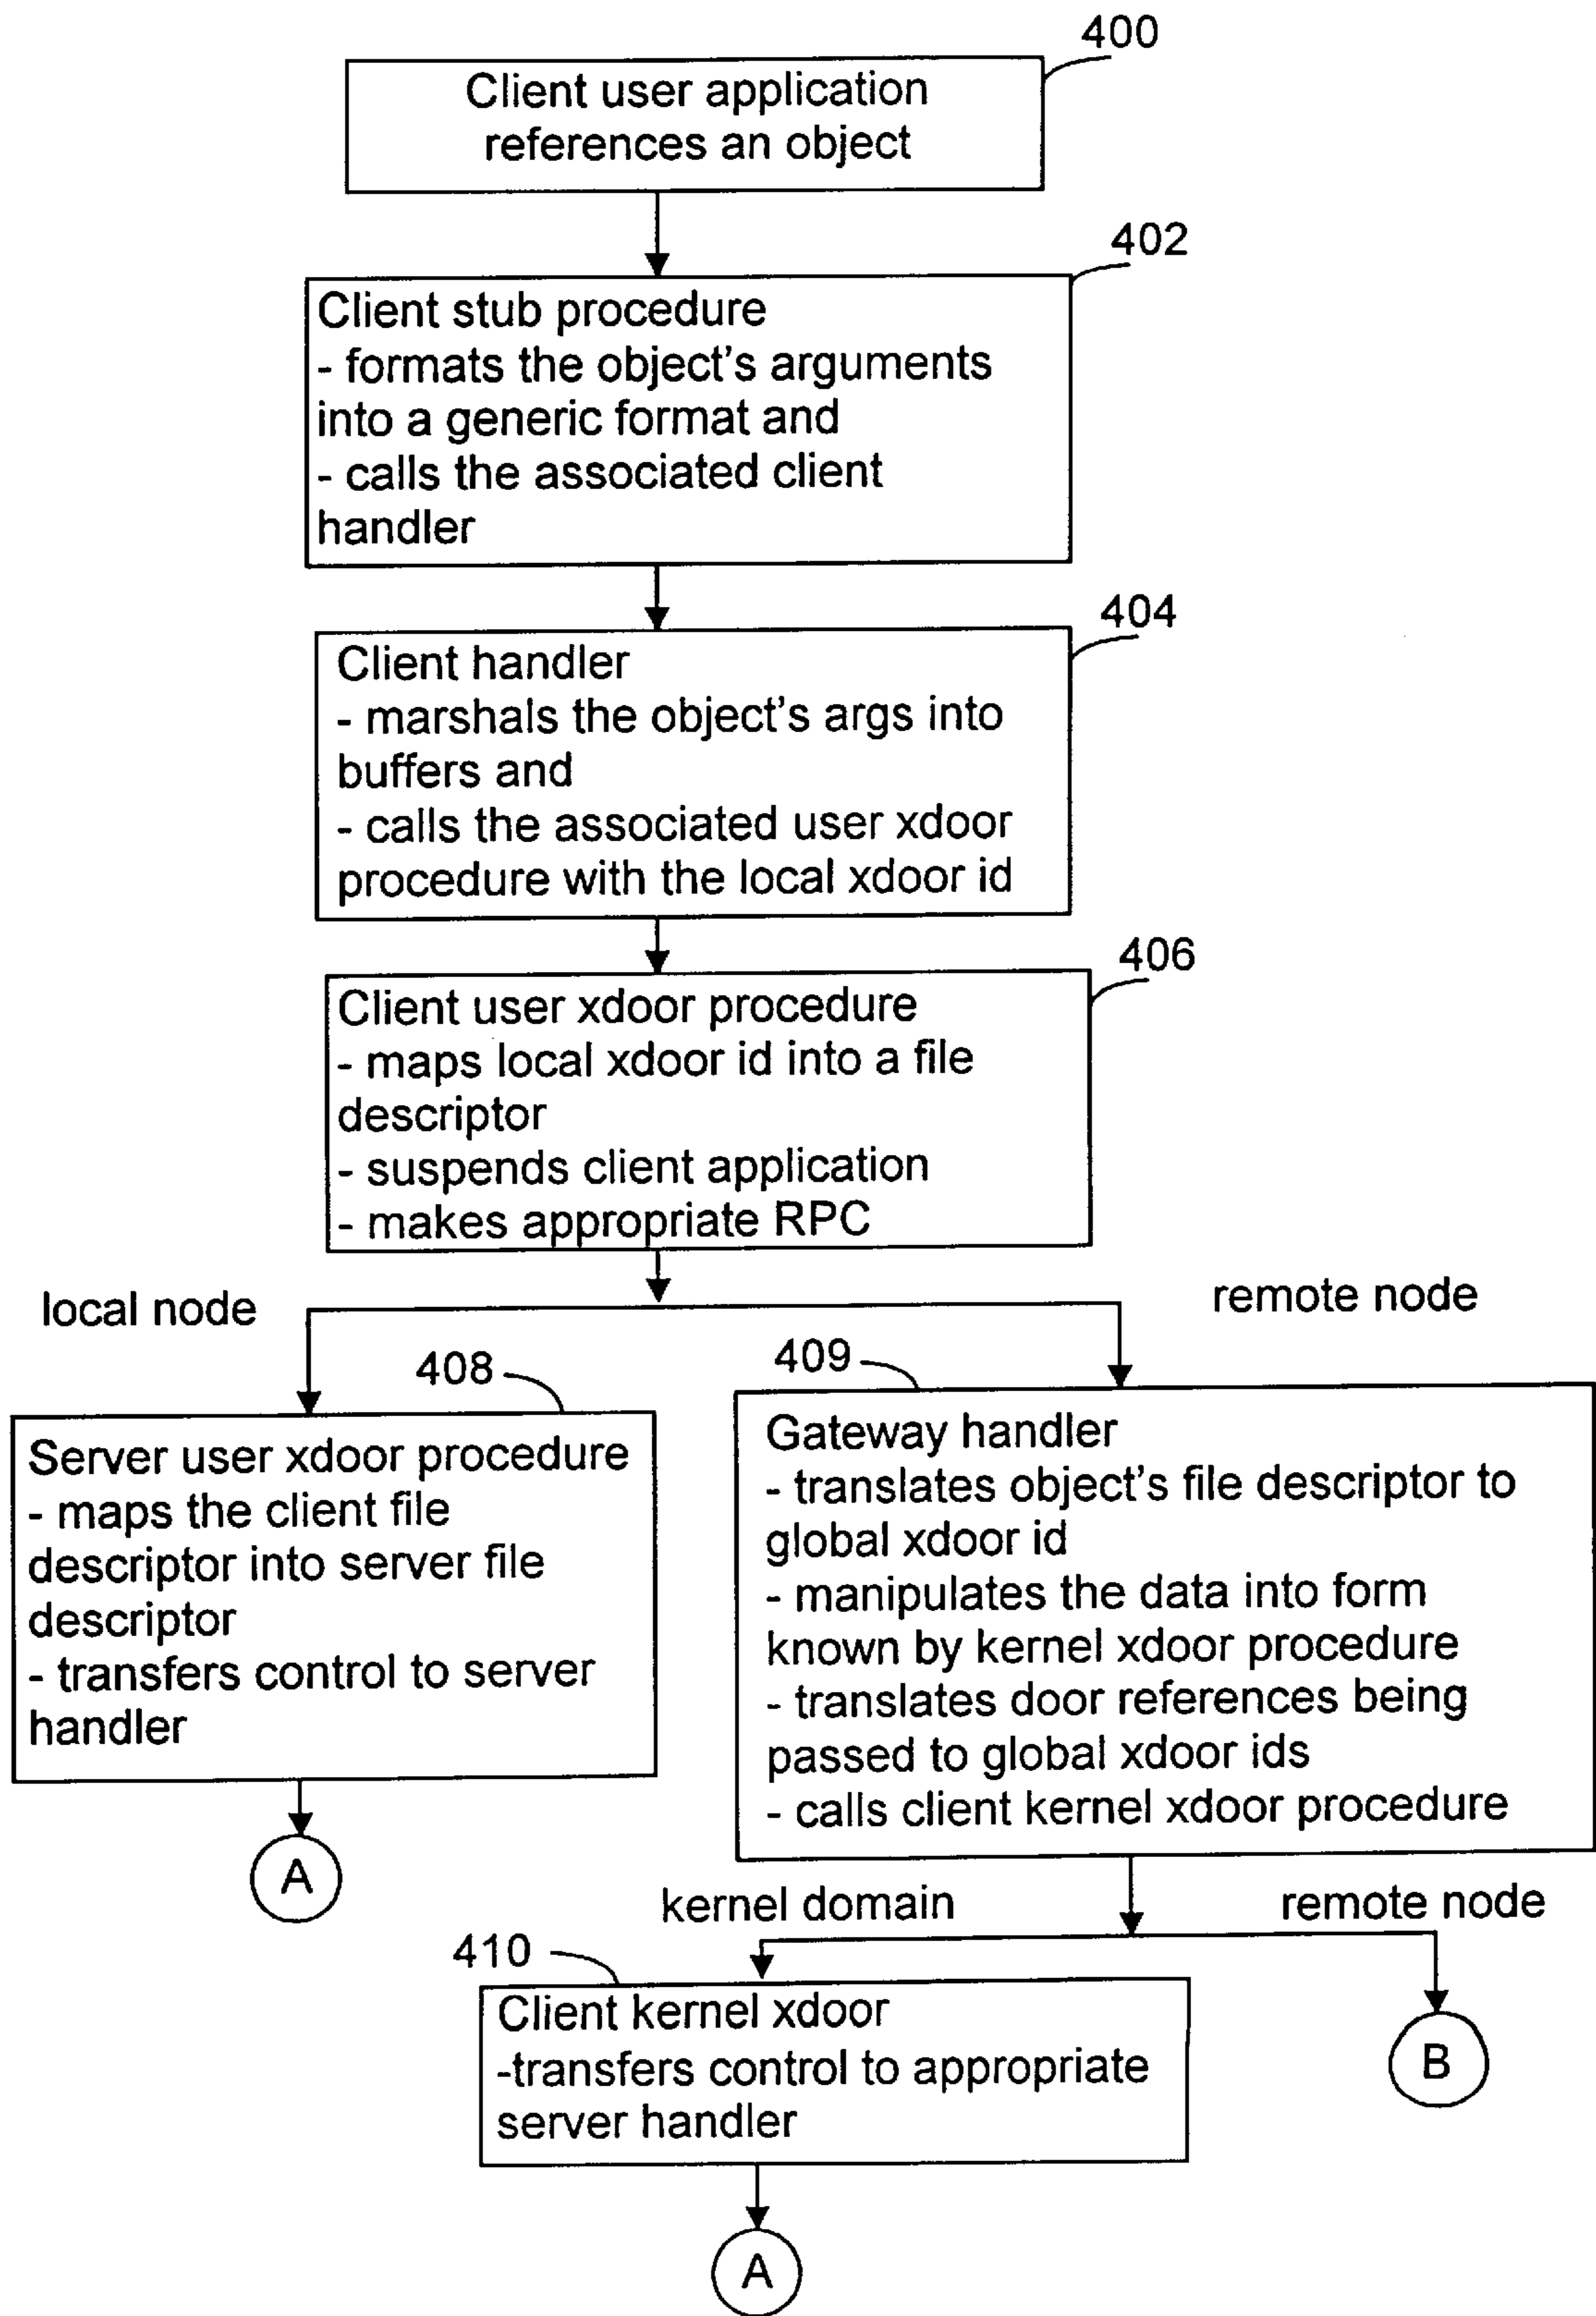 400
Client user application
references an object
402
Client stub procedure
- formats the object's arguments
into a generic format and
- calls the associated client
handler
404
Client handler
- marshals the object's args into
buffers and
- calls the associated user xdoor
procedure with the local xdoor id
406
Client user xdoor procedure
- maps local xdoor id into a file
descriptor
- suspends client application
- makes appropriate RPC
local node
remote node
408
Server user xdoor procedure
- maps the client file
descriptor into server file
descriptor
- transfers control to server
handler
A
409
Gateway handler
- translates object's file descriptor to
global xdoor id
- manipulates the data into form
known by kernel xdoor procedure
- translates door references being
passed to global xdoor ids
- calls client kernel xdoor procedure
kernel domain
remote node
410
Client kernel xdoor
-transfers control to appropriate
server handler
B
A